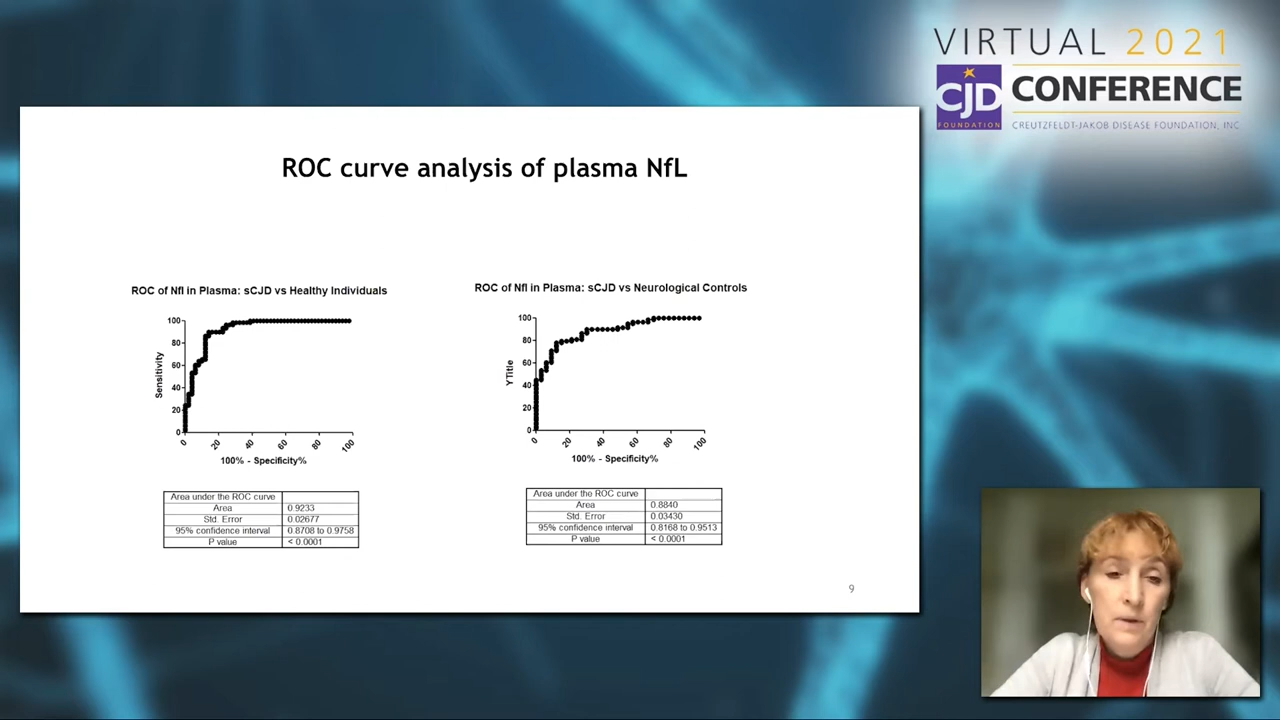 VIRTUAL 2021
CJD
FOUNDATION
CONFERENCE
CREUTZFELDT-JAKOB DISEASE FOUNDATION, INC
ROC curve analysis of plasma NfL
ROC of Nfl in Plasma: sCJD vs Healthy Individuals
100
80
60
40
20
0
Sensitivity
0 20 40 60 80 100
100% - Specificity%
Area under the ROC curve
Area 0.9233
Std. Error 0.02677
95% confidence interval 0.8708 to 0.9758
P value < 0.0001
ROC of Nfl in Plasma: sCJD vs Neurological Controls
100
80
60
40
20
0
YTitle
0 20 40 60 80 100
100% - Specificity%
Area under the ROC curve
Area 0.8840
Std. Error 0.03430
95% confidence interval 0.8168 to 0.9513
P value < 0.0001
9